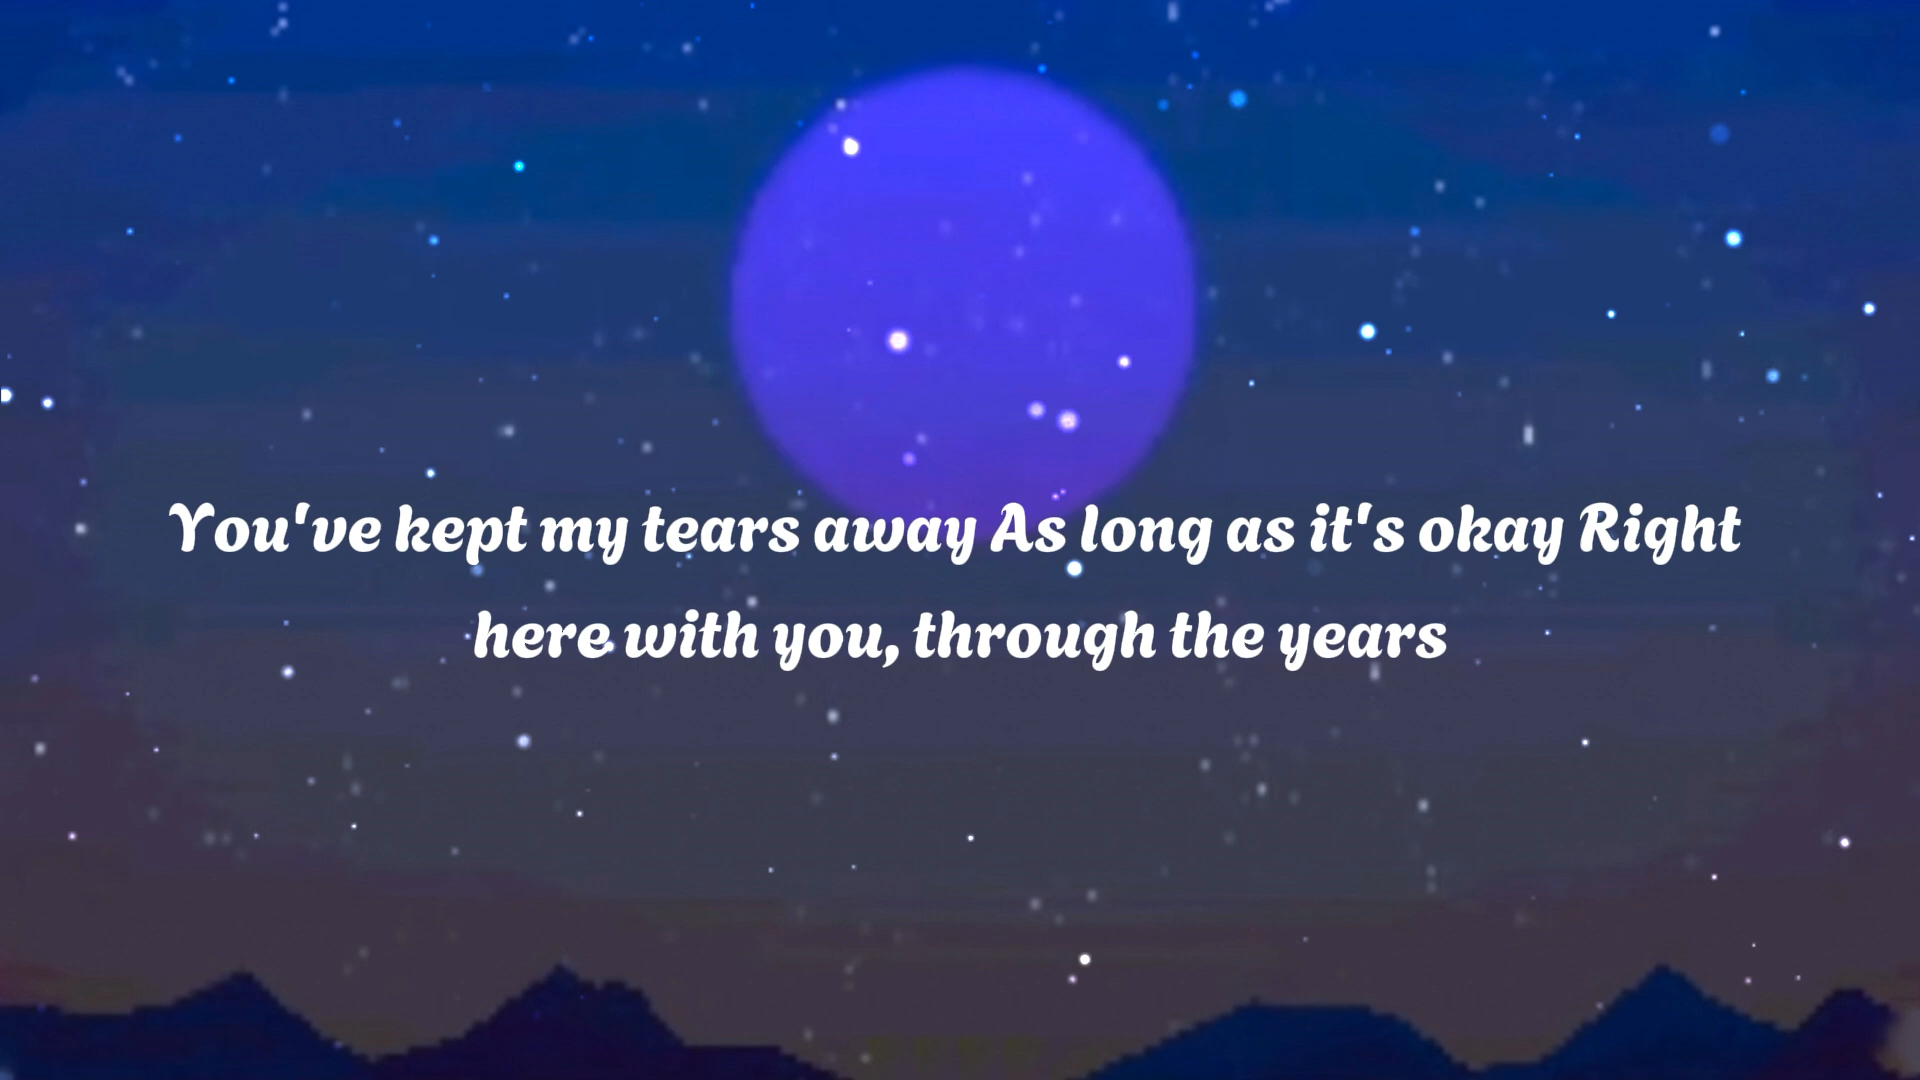 You've kept my tears away As long as it's okay Right
here with you, through the years